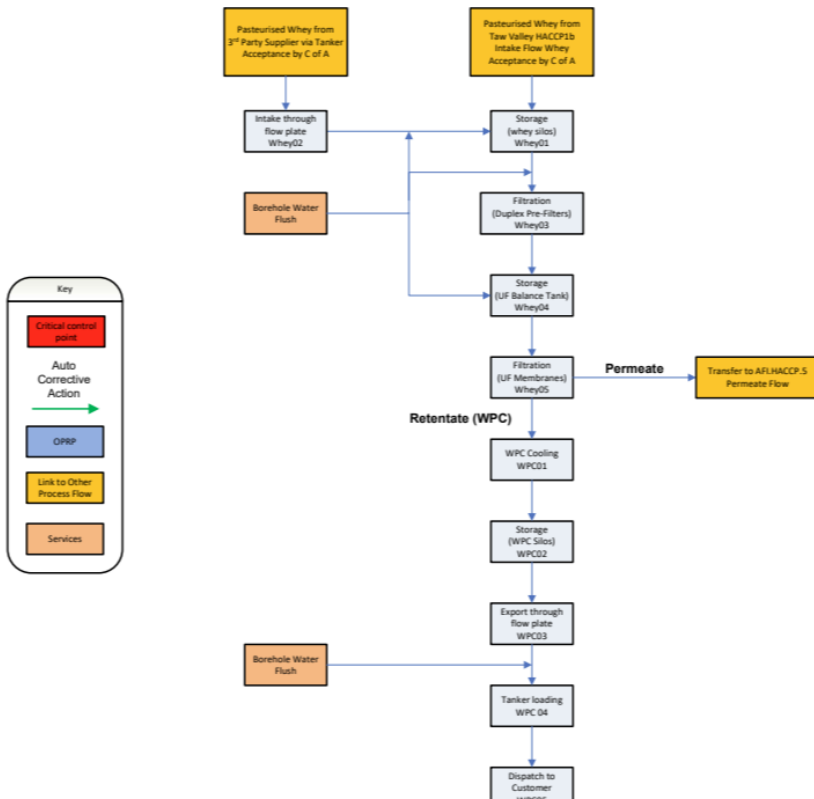 Pasteurised Whey from
3rd Party Supplier via Tanker
Acceptance by C of A
Pasteurised Whey from
Taw Valley HACCP1b
Intake Flow Whey
Acceptance by C of A
Intake through
flow plate
Whey02
Storage
(whey silos)
Whey01
Borehole Water
Flush
Filtration
(Duplex Pre-Filters)
Whey03
Key
Critical control
point
Auto
Corrective
Action
OPRP
Link to Other
Process Flow
Services
Storage
(UF Balance Tank)
Whey04
Filtration
(UF Membranes)
Whey05
Permeate
Transfer to AFI.HACCP.5
Permeate Flow
Retentate (WPC)
WPC Cooling
WPC01
Storage
(WPC Silos)
WPC02
Export through
flow plate
WPC03
Borehole Water
Flush
Tanker loading
WPC 04
Dispatch to
Customer